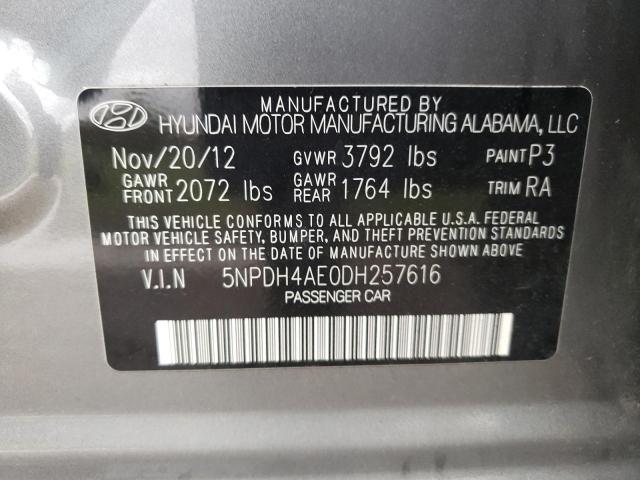 MANUFACTURED BY
HYUNDAI MOTOR MANUFACTURING ALABAMA, LLC
Nov/20/12 GVWR 3792 lbs PAINT P3
GAWR FRONT 2072 lbs GAWR REAR 1764 lbs TRIM RA
THIS VEHICLE CONFORMS TO ALL APPLICABLE U.S.A. FEDERAL
MOTOR VEHICLE SAFETY, BUMPER, AND THEFT PREVENTION STANDARDS
IN EFFECT ON THE DATE OF MANUFACTURE SHOWN ABOVE.
V.I.N 5NPDH4AE0DH257616
PASSENGER CAR